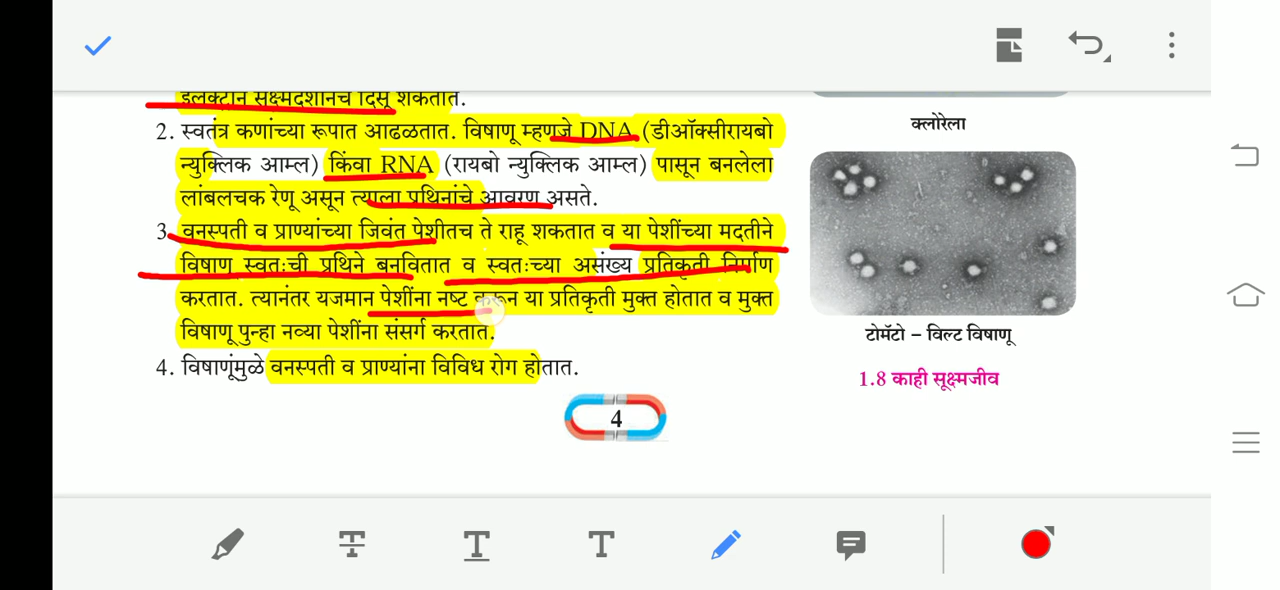 इलेक्ट्रॉन सूक्ष्मदर्शीनेच दिसू शकतात.
2. स्वतंत्र कणांच्या रूपात आढळतात. विषाणू म्हणजे DNA (डीऑक्सीरायबो
न्युक्लिक आम्ल) किंवा RNA (रायबो न्युक्लिक आम्ल) पासून बनलेला
लांबलचक रेणू असून त्याला प्रथिनांचे आवरण असते.
3. वनस्पती व प्राण्यांच्या जिवंत पेशीतच ते राहू शकतात व या पेशींच्या मदतीने
विषाणू स्वतःची प्रथिने बनवितात व स्वतःच्या असंख्य प्रतिकृती निर्माण
करतात. त्यानंतर यजमान पेशींना नष्ट करून या प्रतिकृती मुक्त होतात व मुक्त
विषाणू पुन्हा नव्या पेशींना संसर्ग करतात.
4. विषाणूंमुळे वनस्पती व प्राण्यांना विविध रोग होतात.
क्लोरेला
टोमॅटो – विल्ट विषाणू
1.8 काही सूक्ष्मजीव
4